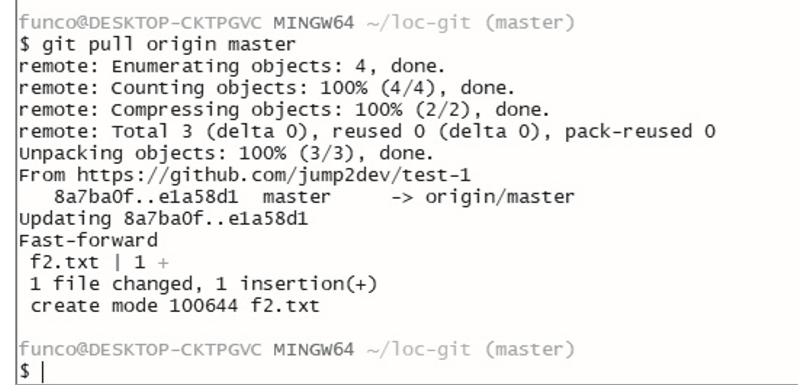 funco@DESKTOP-CKTPGVC MINGW64 ~/loc-git (master)
$ git pull origin master
remote: Enumerating objects: 4, done.
remote: Counting objects: 100% (4/4), done.
remote: Compressing objects: 100% (2/2), done.
remote: Total 3 (delta 0), reused 0 (delta 0), pack-reused 0
Unpacking objects: 100% (3/3), done.
From https://github.com/jump2dev/test-1
   8a7ba0f..e1a58d1  master     -> origin/master
Updating 8a7ba0f..e1a58d1
Fast-forward
 f2.txt | 1 +
 1 file changed, 1 insertion(+)
 create mode 100644 f2.txt
funco@DESKTOP-CKTPGVC MINGW64 ~/loc-git (master)
$